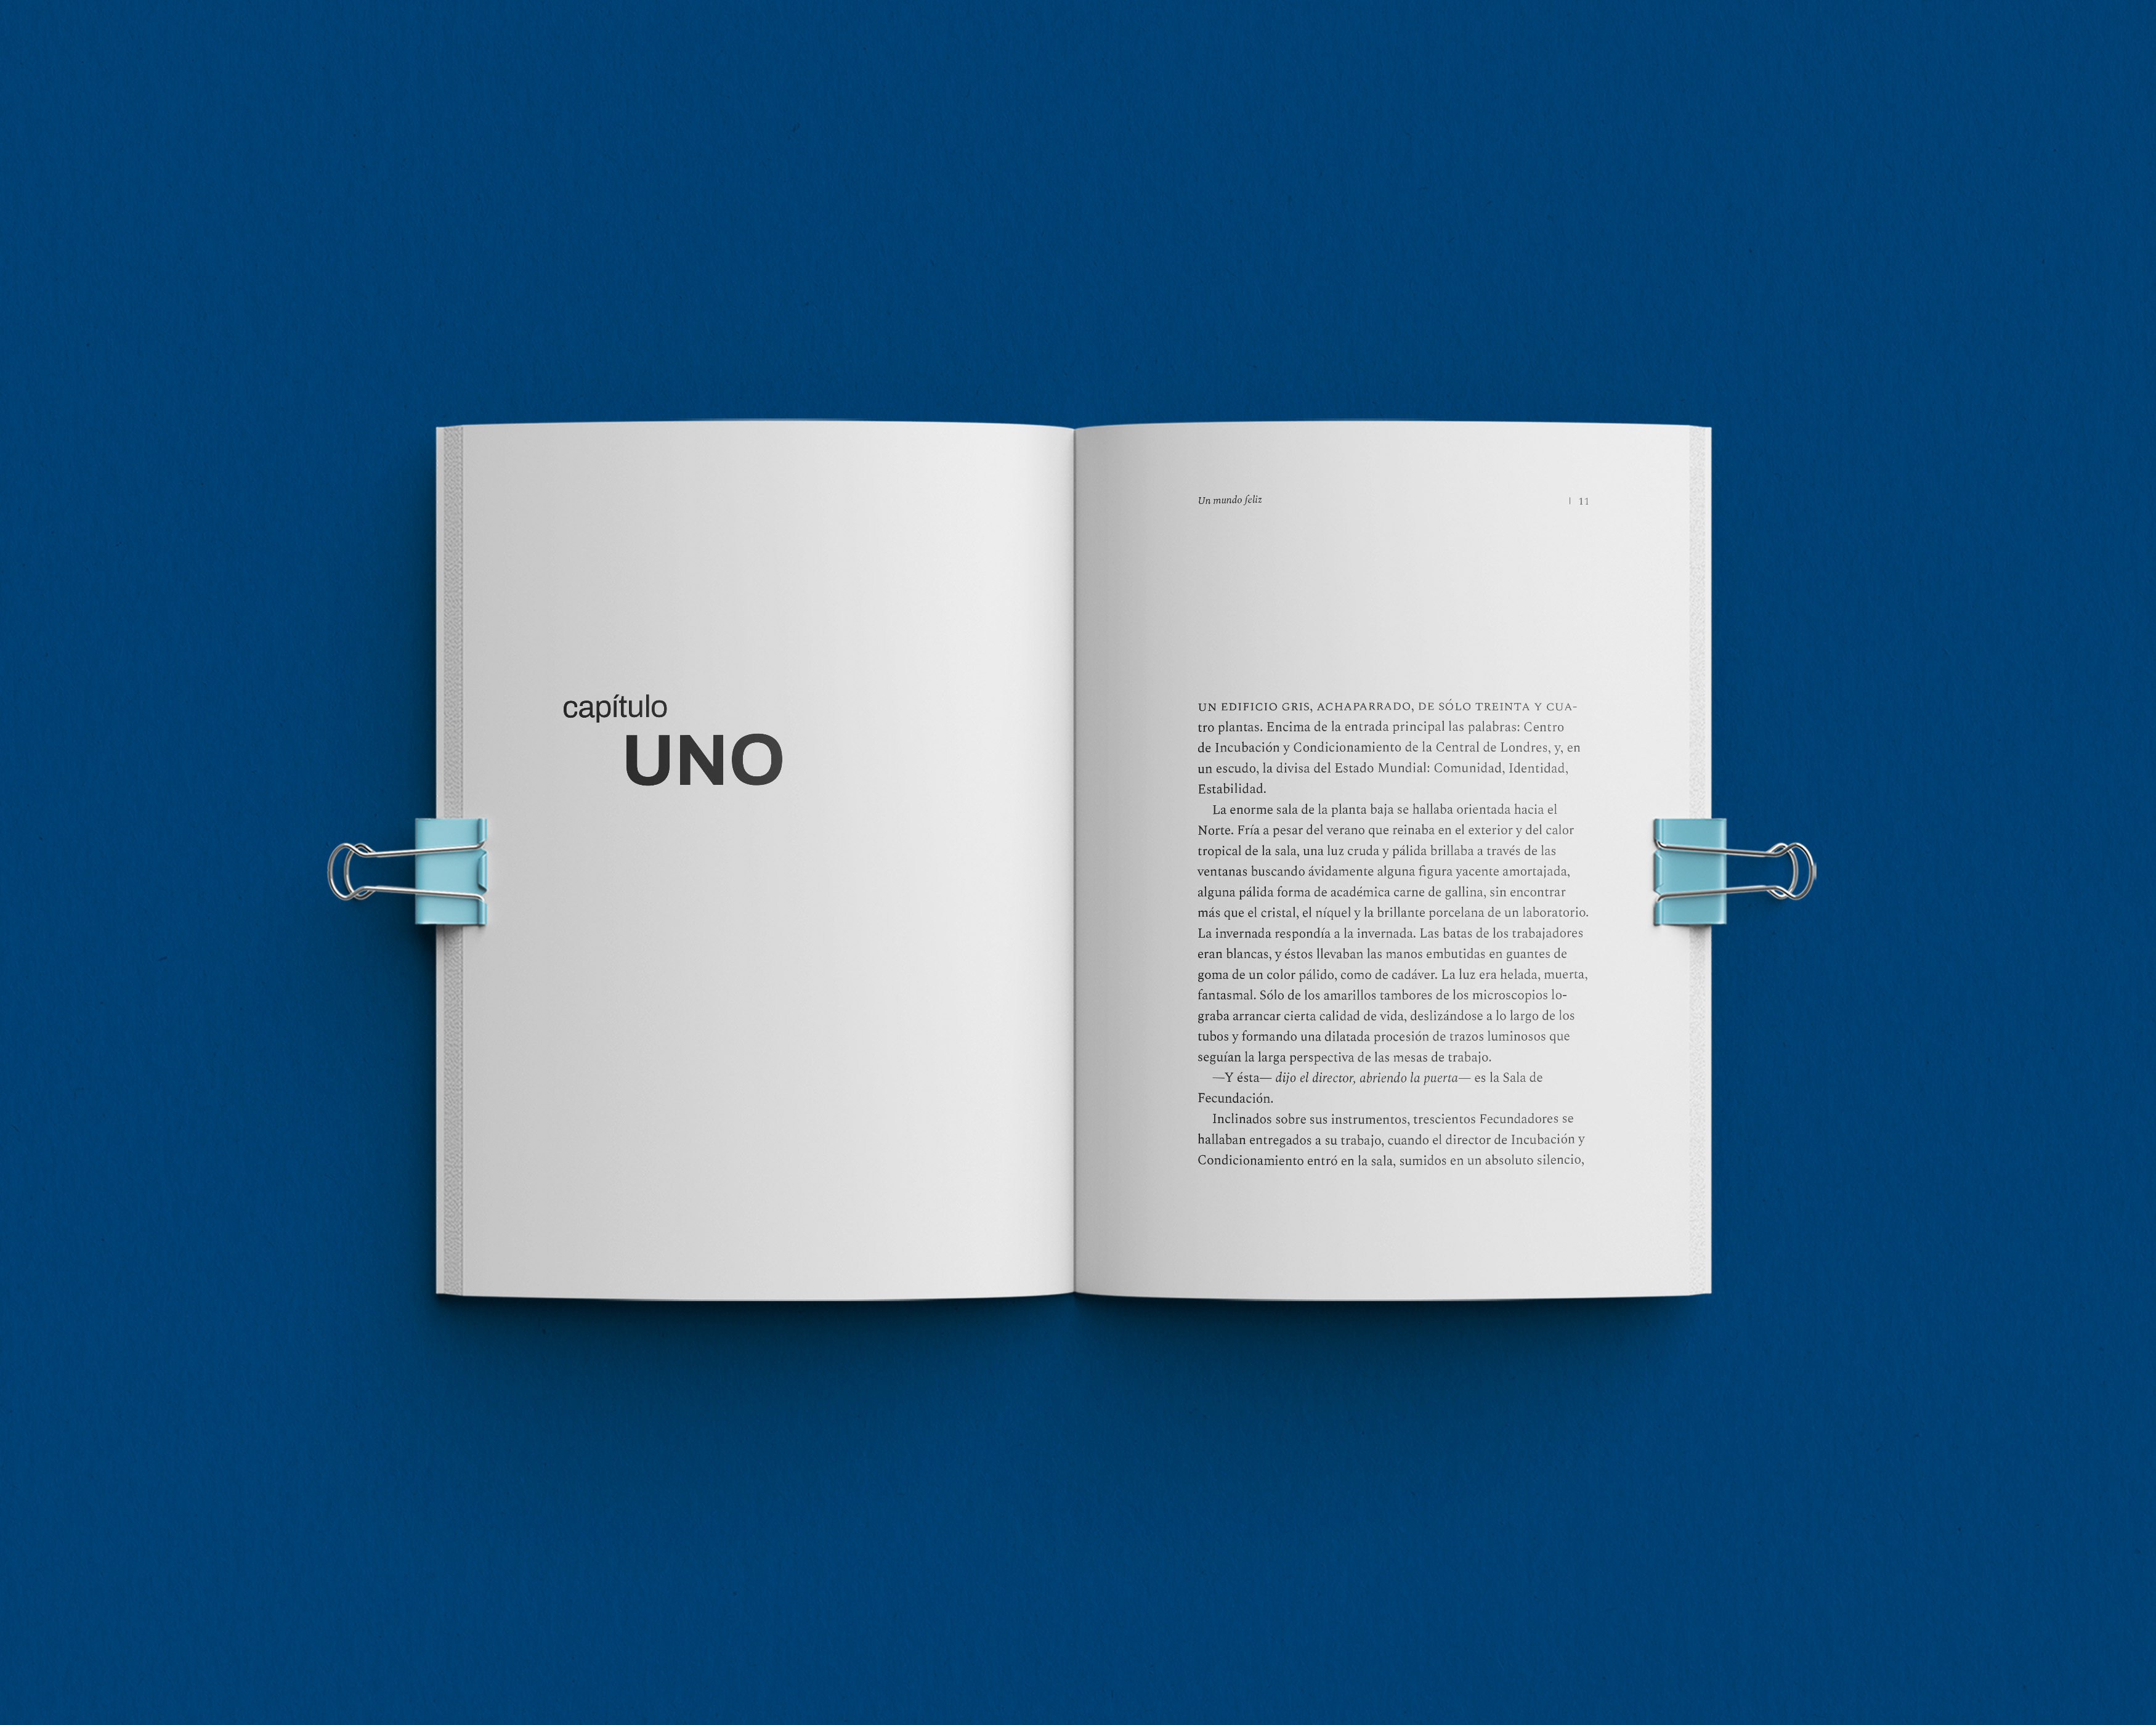 capítulo
UNO
Un mundo feliz | 11
UN EDIFICIO GRIS, ACHAPARRADO, DE SÓLO TREINTA Y CUA-
tro plantas. Encima de la entrada principal las palabras: Centro
de Incubación y Condicionamiento de la Central de Londres, y, en
un escudo, la divisa del Estado Mundial: Comunidad, Identidad,
Estabilidad.
La enorme sala de la planta baja se hallaba orientada hacia el
Norte. Fría a pesar del verano que reinaba en el exterior y del calor
tropical de la sala, una luz cruda y pálida brillaba a través de las
ventanas buscando ávidamente alguna figura yacente amortajada,
alguna pálida forma de académica carne de gallina, sin encontrar
más que el cristal, el níquel y la brillante porcelana de un laboratorio.
La invernada respondía a la invernada. Las batas de los trabajadores
eran blancas, y éstos llevaban las manos embutidas en guantes de
goma de un color pálido, como de cadáver. La luz era helada, muerta,
fantasmal. Sólo de los amarillos tambores de los microscopios lo-
graba arrancar cierta calidad de vida, deslizándose a lo largo de los
tubos y formando una dilatada procesión de trazos luminosos que
seguían la larga perspectiva de las mesas de trabajo.
—Y ésta— dijo el director, abriendo la puerta— es la Sala de
Fecundación.
Inclinados sobre sus instrumentos, trescientos Fecundadores se
hallaban entregados a su trabajo, cuando el director de Incubación y
Condicionamiento entró en la sala, sumidos en un absoluto silencio,